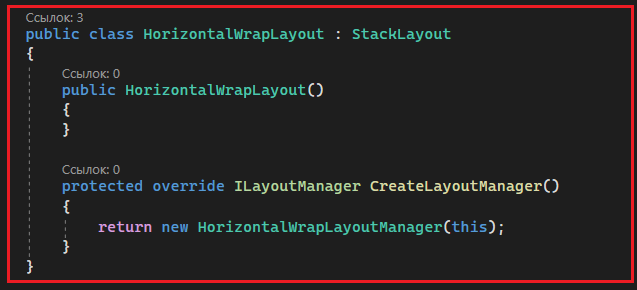 Ссылок: 3
public class HorizontalWrapLayout : StackLayout
{
Ссылок: 0
public HorizontalWrapLayout()
{
}
Ссылок: 0
protected override ILayoutManager CreateLayoutManager()
{
return new HorizontalWrapLayoutManager(this);
}
}